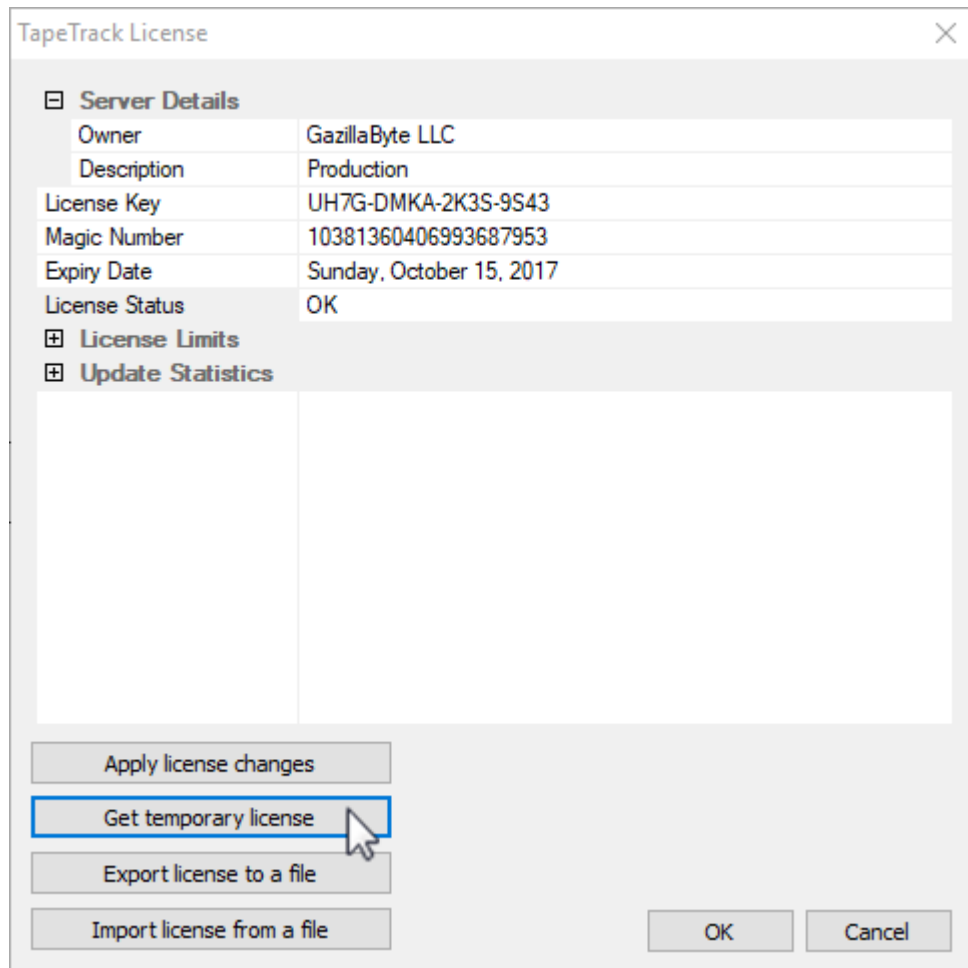 TapeTrack License
Server Details
Owner GazillaByte LLC
Description Production
License Key UH7G-DMKA-2K3S-9S43
Magic Number 10381360406993687953
Expiry Date Sunday, October 15, 2017
License Status OK
License Limits
Update Statistics
Apply license changes
Get temporary license
Export license to a file
Import license from a file
OK Cancel